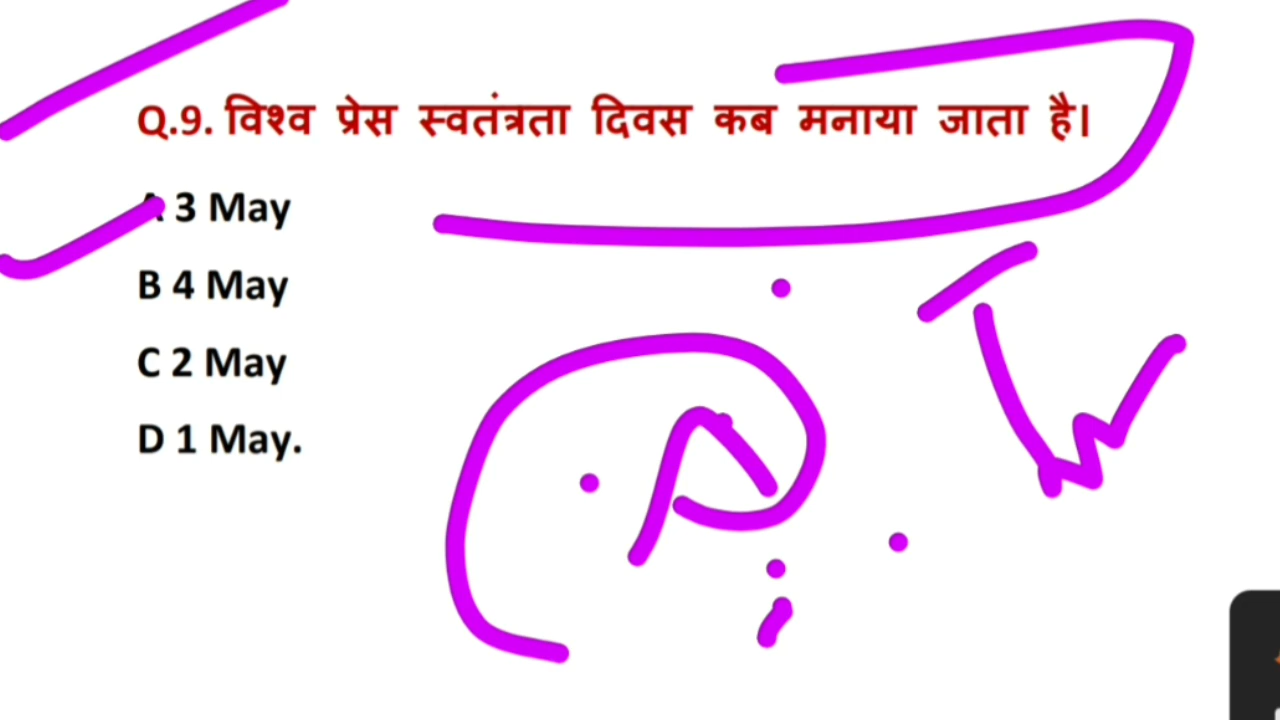 Q.9. विश्व प्रेस स्वतंत्रता दिवस कब मनाया जाता है।
A 3 May
B 4 May
C 2 May
D 1 May.